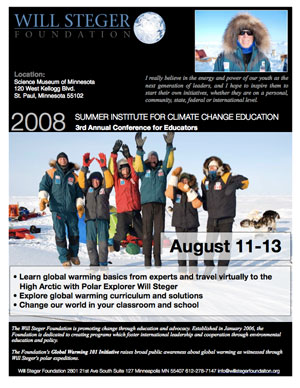 WILL STEGER
FOUNDATION
Location:
Science Museum of Minnesota
120 West Kellogg Blvd.
St. Paul, Minnesota 55102
I really believe in the energy and power of our youth as the
next generation of leaders, and I hope to inspire them to
start their own initiatives, whether they are on a personal,
community, state, federal or international level.
2008 SUMMER INSTITUTE FOR CLIMATE CHANGE EDUCATION
3rd Annual Conference for Educators
August 11-13
• Learn global warming basics from experts and travel virtually to the
High Arctic with Polar Explorer Will Steger
• Explore global warming curriculum and solutions
• Change our world in your classroom and school
The Will Steger Foundation is promoting change through education and advocacy. Established in January 2006, the
Foundation is dedicated to creating programs which foster international leadership and cooperation through environmental
education and policy.
The Foundation's Global Warming 101 Initiative raises broad public awareness about global warming as witnessed through
Will Steger's polar expeditions.
Will Steger Foundation 2801 21st Ave South Suite 127 Minneapolis MN 55407 612-278-7147 info@willstegerfoundation.org